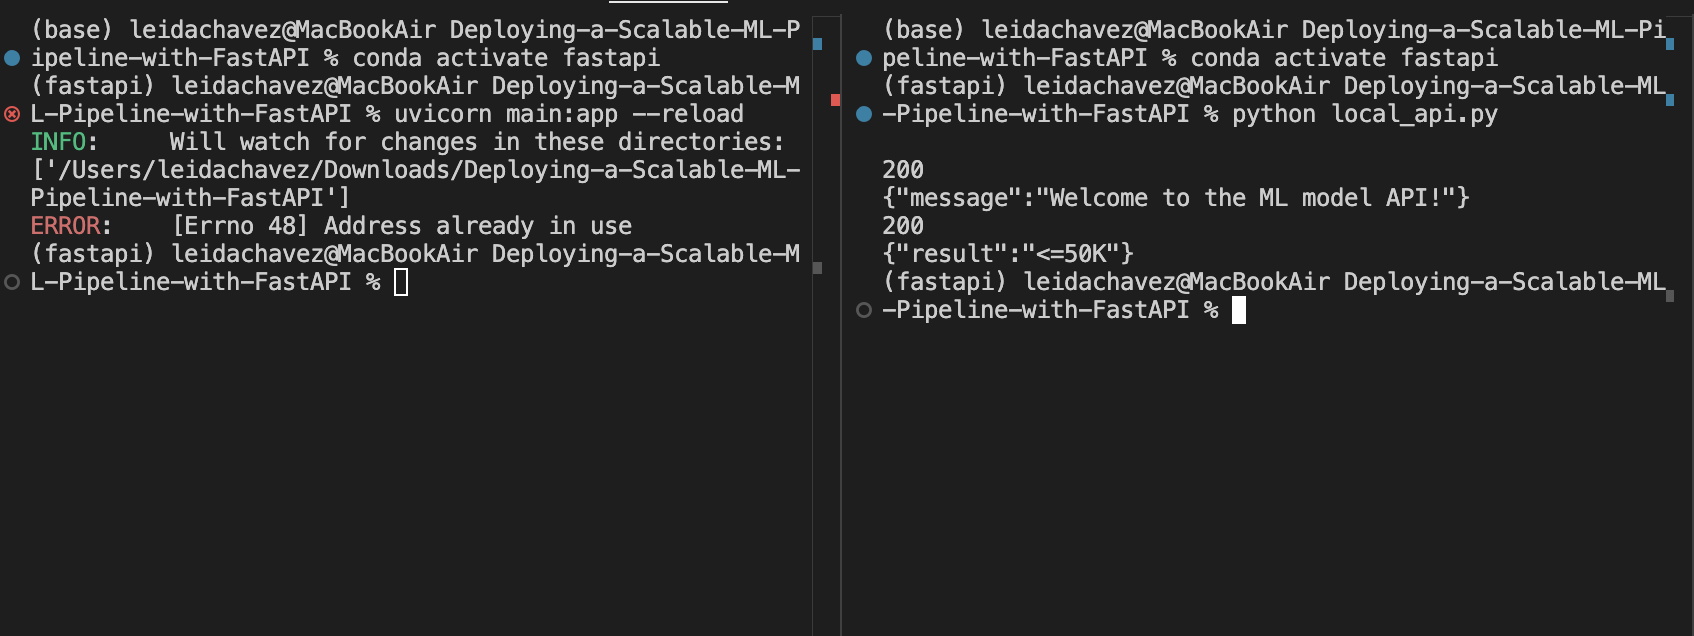 (base) leidachavez@MacBookAir Deploying-a-Scalable-ML-P
ipeline-with-FastAPI % conda activate fastapi
(fastapi) leidachavez@MacBookAir Deploying-a-Scalable-M
L-Pipeline-with-FastAPI % uvicorn main:app --reload
INFO:     Will watch for changes in these directories:
['/Users/leidachavez/Downloads/Deploying-a-Scalable-ML-
Pipeline-with-FastAPI']
ERROR:    [Errno 48] Address already in use
(fastapi) leidachavez@MacBookAir Deploying-a-Scalable-M
L-Pipeline-with-FastAPI %
(base) leidachavez@MacBookAir Deploying-a-Scalable-ML-Pi
peline-with-FastAPI % conda activate fastapi
(fastapi) leidachavez@MacBookAir Deploying-a-Scalable-ML
-Pipeline-with-FastAPI % python local_api.py
200
{"message":"Welcome to the ML model API!"}
200
{"result":"<=50K"}
(fastapi) leidachavez@MacBookAir Deploying-a-Scalable-ML
-Pipeline-with-FastAPI %